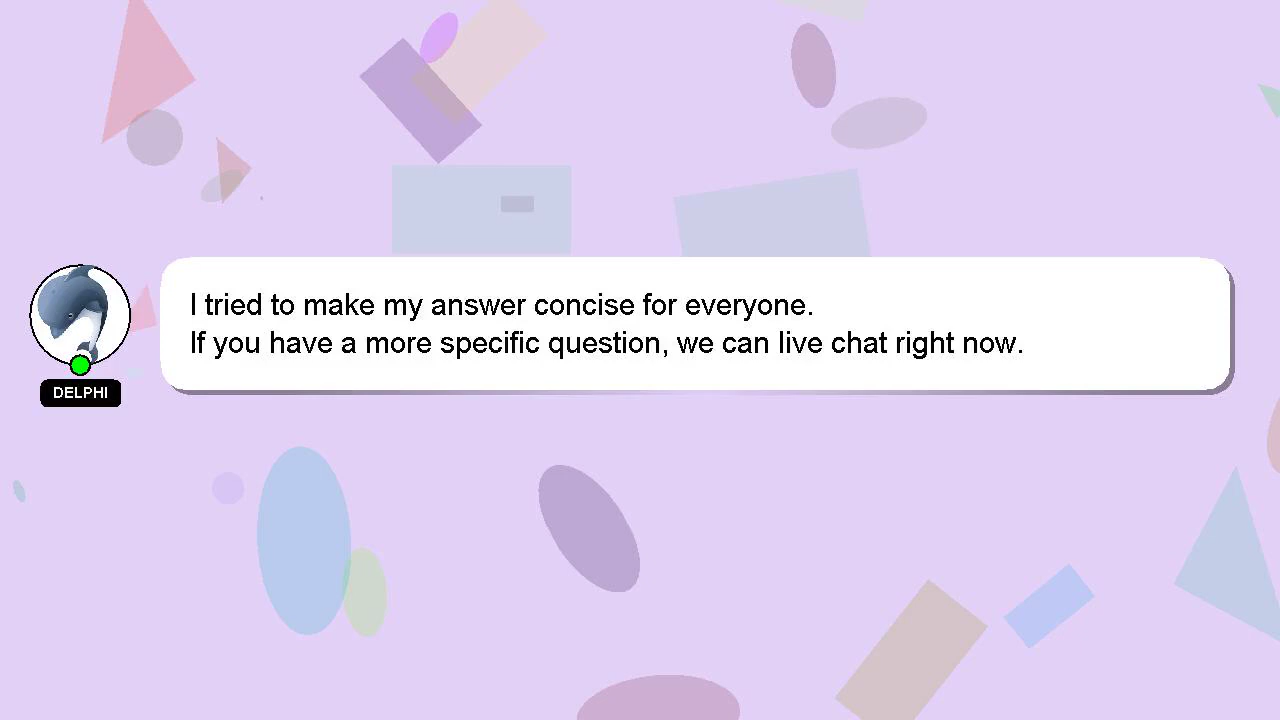 I tried to make my answer concise for everyone.
If you have a more specific question, we can live chat right now.
DELPHI